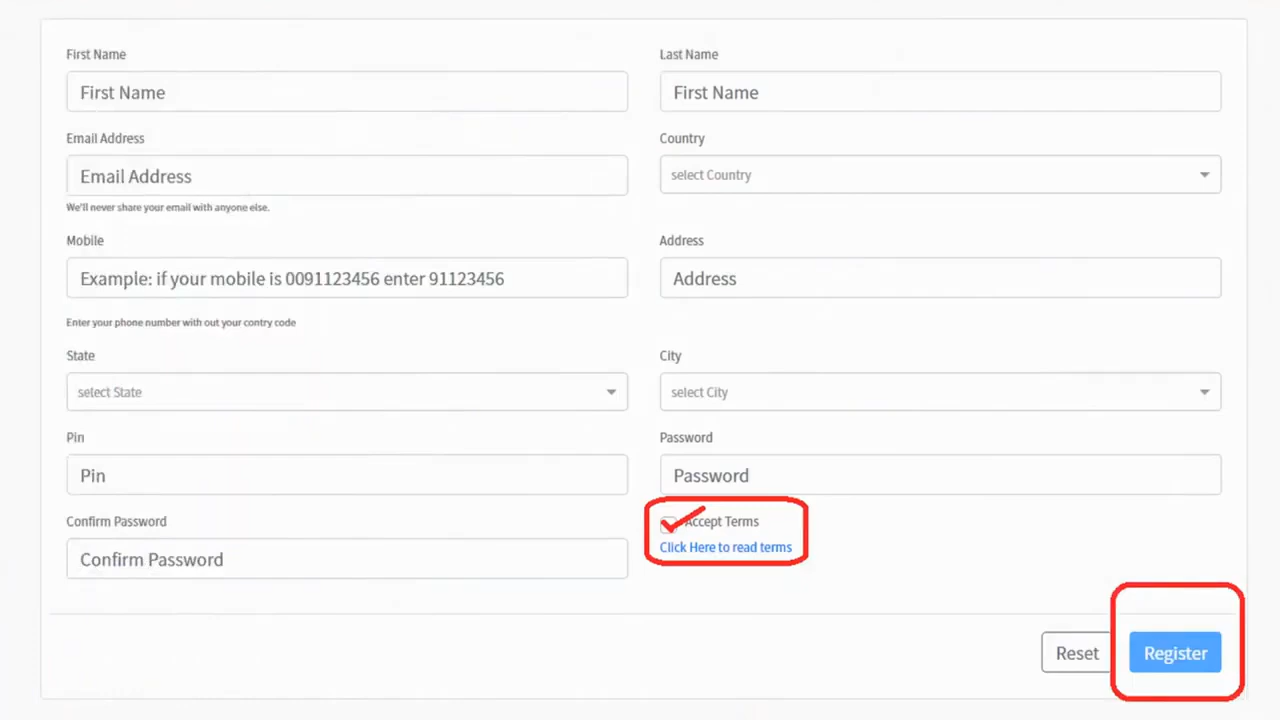 First Name
First Name
Last Name
First Name
Email Address
Email Address
We'll never share your email with anyone else.
Country
select Country
Mobile
Example: if your mobile is 0091123456 enter 91123456
Enter your phone number with out your contry code
Address
Address
State
select State
City
select City
Pin
Pin
Password
Password
Confirm Password
Confirm Password
Accept Terms
Click Here to read terms
Reset
Register